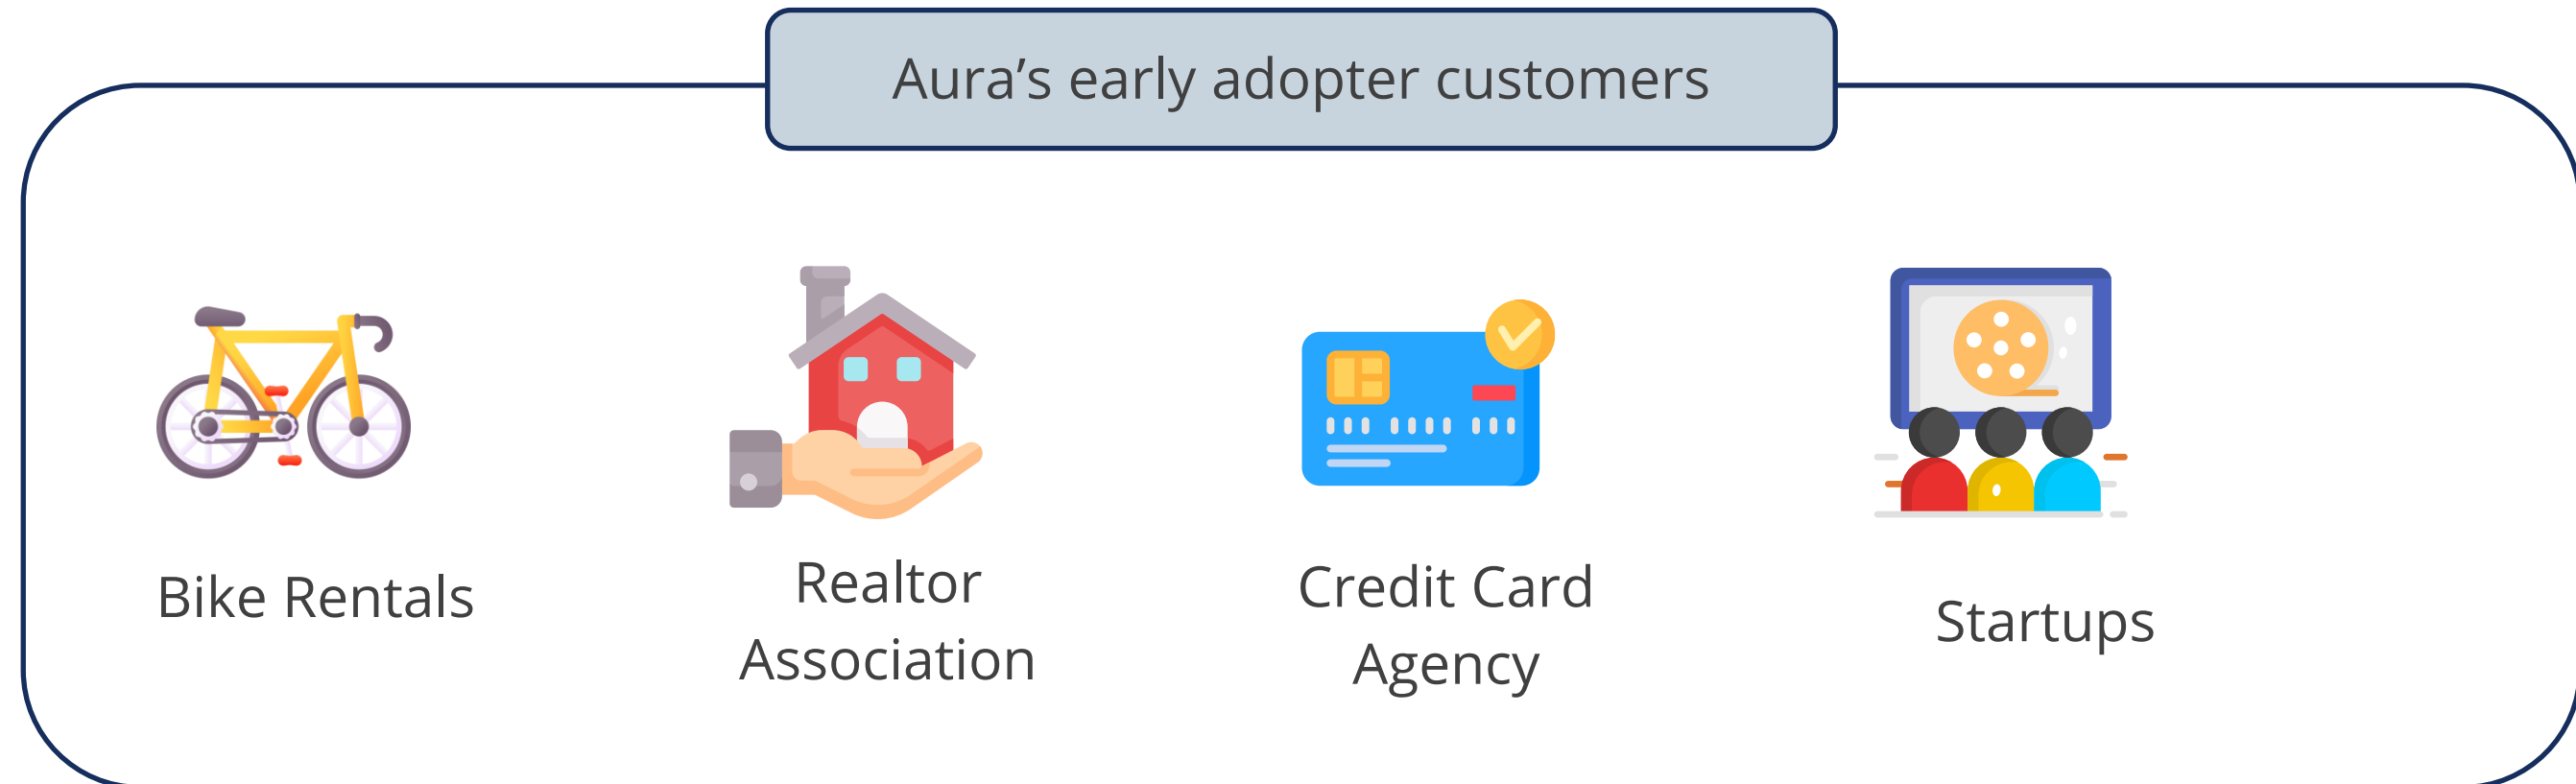 Aura’s early adopter customers
Bike Rentals
Realtor
Association
Credit Card
Agency
Startups